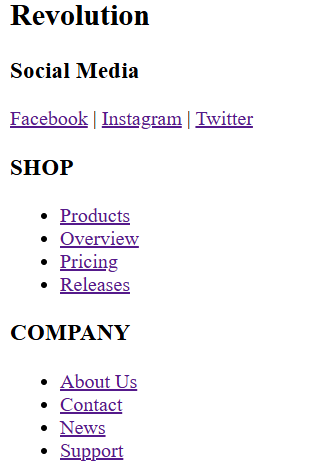 Revolution
Social Media
Facebook | Instagram | Twitter
SHOP
Products
Overview
Pricing
Releases
COMPANY
About Us
Contact
News
Support